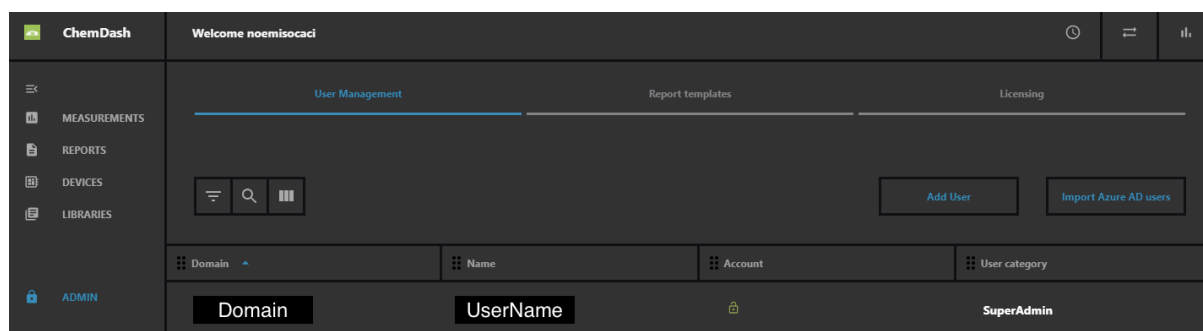 ChemDash
Welcome noemisocaci
MEASUREMENTS
REPORTS
DEVICES
LIBRARIES
ADMIN
User Management
Report templates
Licensing
Add User
Import Azure AD users
Domain
Name
Account
User category
Domain
UserName
SuperAdmin